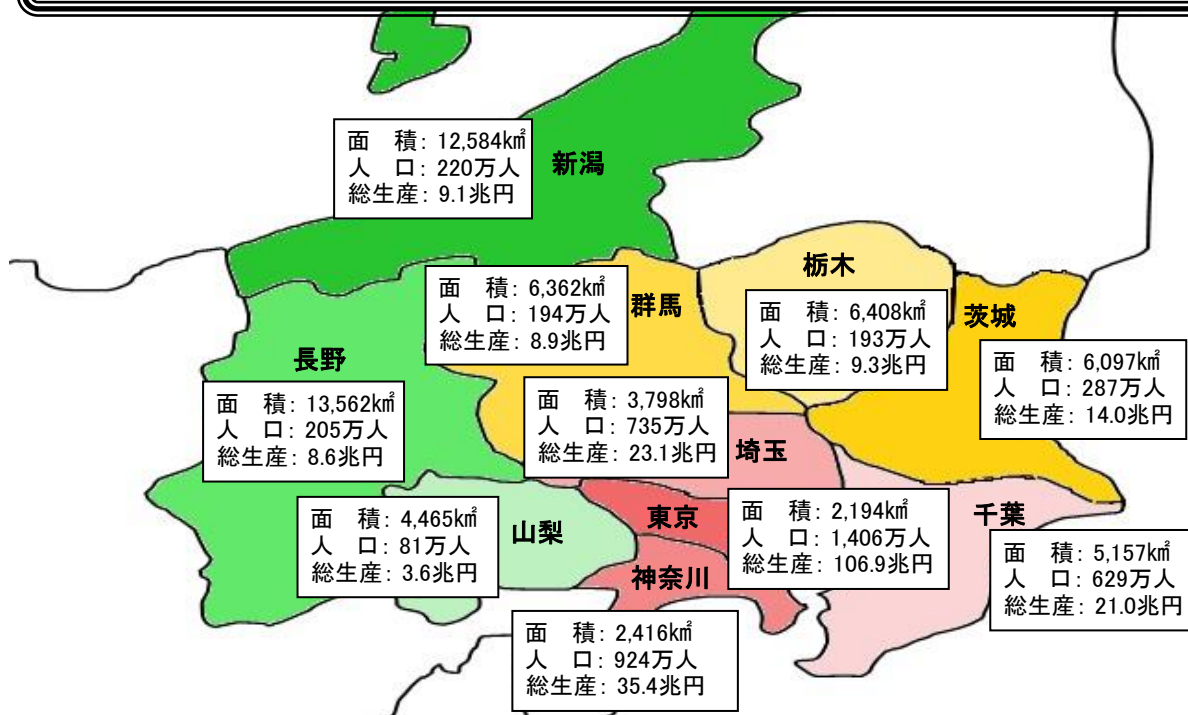 面　積：12,584k㎡
人　口：220万人
総生産：9.1兆円
新潟
面　積：6,362k㎡
人　口：194万人
総生産：8.9兆円
群馬
栃木
面　積：6,408k㎡
人　口：193万人
総生産：9.3兆円
茨城
面　積：6,097k㎡
人　口：287万人
総生産：14.0兆円
長野
面　積：13,562k㎡
人　口：205万人
総生産：8.6兆円
面　積：3,798k㎡
人　口：735万人
総生産：23.1兆円
埼玉
面　積：4,465k㎡
人　口：81万人
総生産：3.6兆円
山梨
東京
面　積：2,194k㎡
人　口：1,406万人
総生産：106.9兆円
千葉
面　積：5,157k㎡
人　口：629万人
総生産：21.0兆円
神奈川
面　積：2,416k㎡
人　口：924万人
総生産：35.4兆円